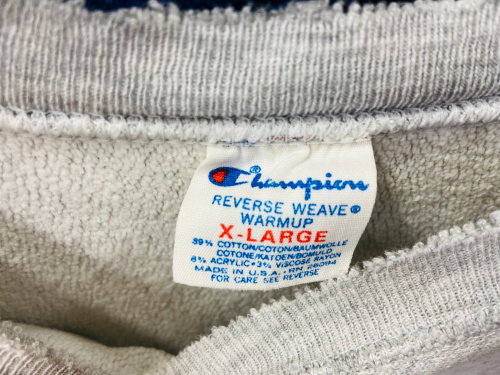 Champion
REVERSE WEAVE®
WARMUP
X-LARGE
89% COTTON/COTON/BAUMWOLLE
COTONE/KATOEN/BOMULD
8% ACRYLIC • 3% VISCOSE RAYON
MADE IN U.S.A. RN 26094
FOR CARE SEE REVERSE